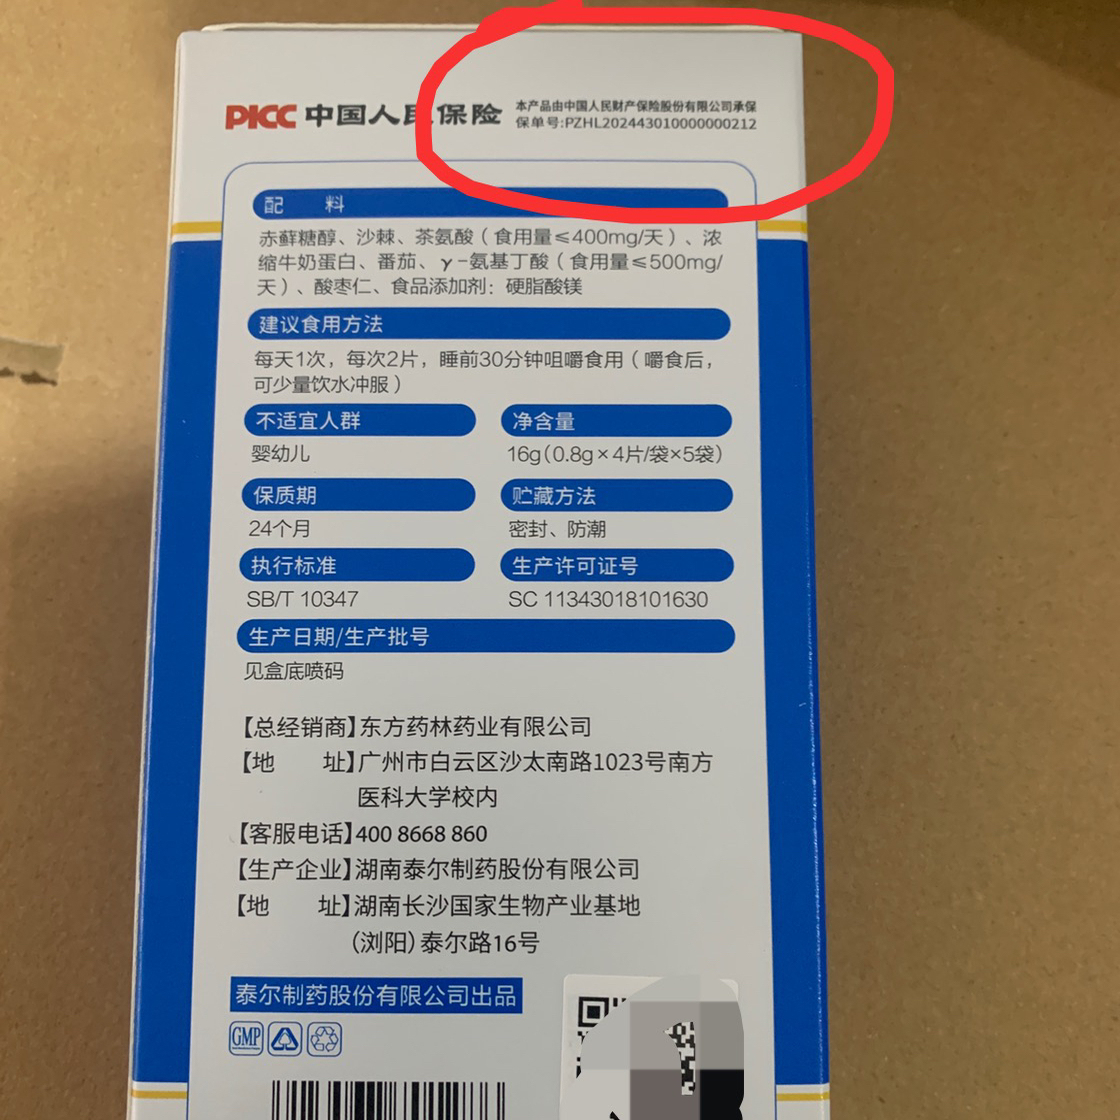 PICC 中国人民保险
本产品由中国人民财产保险股份有限公司承保
保单号:PZHL202443010000000212
配 料
赤藓糖醇、沙棘、茶氨酸（食用量≤400mg/天）、浓
缩牛奶蛋白、番茄、γ-氨基丁酸（食用量≤500mg/
天）、酸枣仁、食品添加剂：硬脂酸镁
建议食用方法
每天1次，每次2片，睡前30分钟咀嚼食用（嚼食后，
可少量饮水冲服）
不适宜人群
婴幼儿
净含量
16g（0.8g×4片/袋×5袋）
保质期
24个月
贮藏方法
密封、防潮
执行标准
SB/T 10347
生产许可证号
SC 11343018101630
生产日期/生产批号
见盒底喷码
【总经销商】东方药林药业有限公司
【地 址】广州市白云区沙太南路1023号南方
医科大学校内
【客服电话】400 8668 860
【生产企业】湖南泰尔制药股份有限公司
【地 址】湖南长沙国家生物产业基地
（浏阳）泰尔路16号
泰尔制药股份有限公司出品
GMP